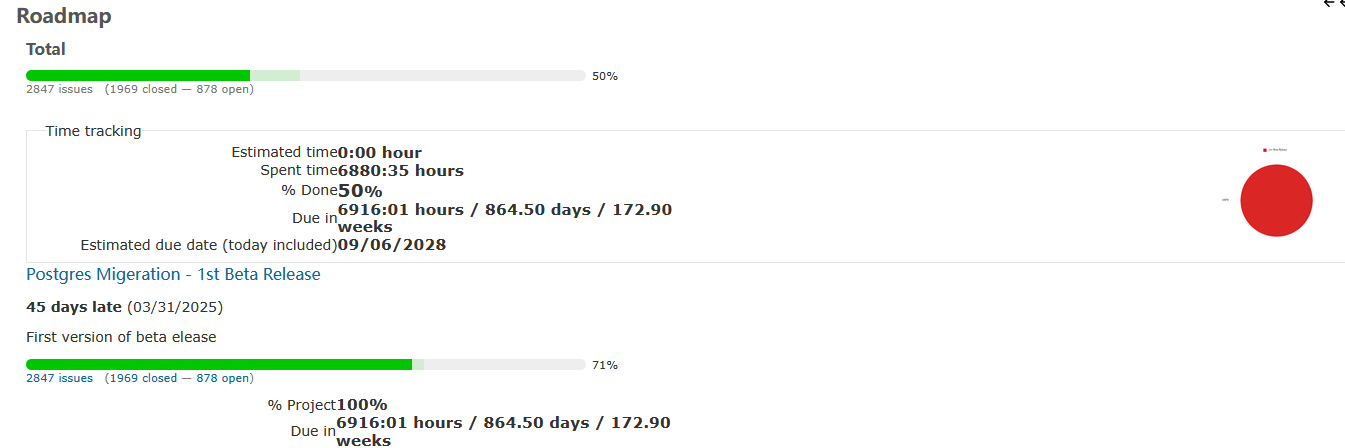 Roadmap
Total
50%
2847 issues (1969 closed — 878 open)
Time tracking
Estimated time 0:00 hour
Spent time 6880:35 hours
% Done 50%
Due in 6916:01 hours / 864.50 days / 172.90
weeks
Estimated due date (today included) 09/06/2028
Postgres Migeration - 1st Beta Release
45 days late (03/31/2025)
First version of beta elease
71%
2847 issues (1969 closed — 878 open)
% Project 100%
Due in 6916:01 hours / 864.50 days / 172.90
weeks